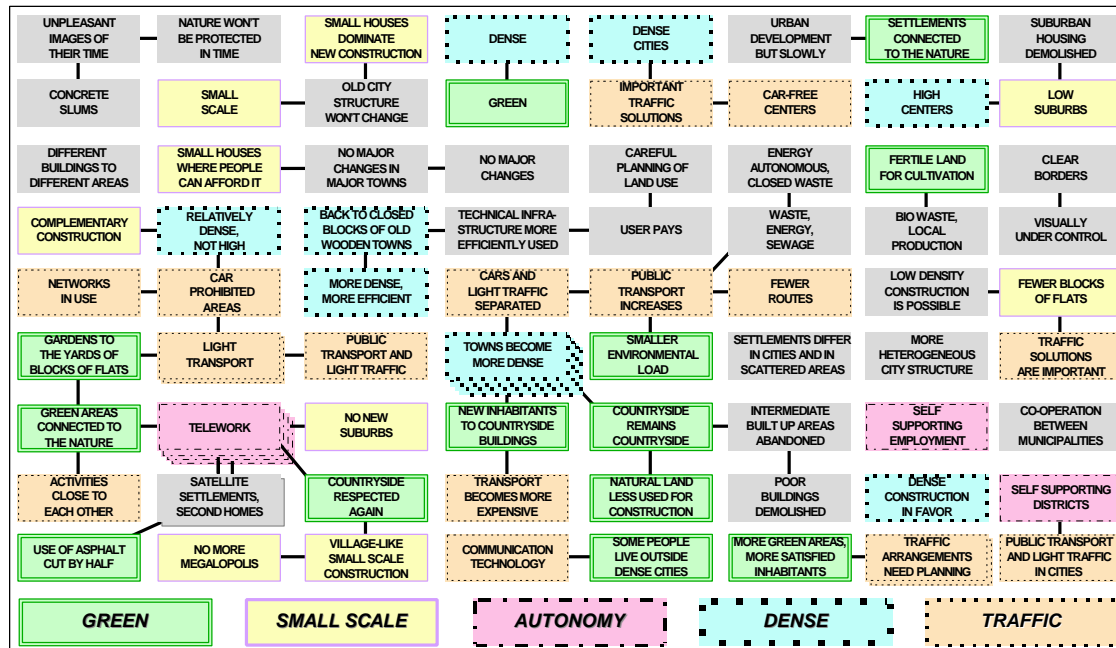 UNPLEASANT
IMAGES OF
THEIR TIME
NATURE WON'T
BE PROTECTED
IN TIME
SMALL HOUSES
DOMINATE
NEW CONSTRUCTION
DENSE
DENSE
CITIES
URBAN
DEVELOPMENT
BUT SLOWLY
SETTLEMENTS
CONNECTED
TO THE NATURE
SUBURBAN
HOUSING
DEMOLISHED
CONCRETE
SLUMS
SMALL
SCALE
OLD CITY
STRUCTURE
WON'T CHANGE
GREEN
IMPORTANT
TRAFFIC
SOLUTIONS
CAR-FREE
CENTERS
HIGH
CENTERS
LOW
SUBURBS
DIFFERENT
BUILDINGS TO
DIFFERENT AREAS
SMALL HOUSES
WHERE PEOPLE
CAN AFFORD IT
NO MAJOR
CHANGES IN
MAJOR TOWNS
NO MAJOR
CHANGES
CAREFUL
PLANNING OF
LAND USE
ENERGY
AUTONOMOUS,
CLOSED WASTE
FERTILE LAND
FOR CULTIVATION
CLEAR
BORDERS
COMPLEMENTARY
CONSTRUCTION
RELATIVELY
DENSE,
NOT HIGH
BACK TO CLOSED
BLOCKS OF OLD
WOODEN TOWNS
TECHNICAL INFRA-
STRUCTURE MORE
EFFICIENTLY USED
USER PAYS
WASTE,
ENERGY,
SEWAGE
BIO WASTE,
LOCAL
PRODUCTION
VISUALLY
UNDER CONTROL
NETWORKS
IN USE
CAR
PROHIBITED
AREAS
MORE DENSE,
MORE EFFICIENT
CARS AND
LIGHT TRAFFIC
SEPARATED
PUBLIC
TRANSPORT
INCREASES
FEWER
ROUTES
LOW DENSITY
CONSTRUCTION
IS POSSIBLE
FEWER BLOCKS
OF FLATS
GARDENS TO
THE YARDS OF
BLOCKS OF FLATS
LIGHT
TRANSPORT
PUBLIC
TRANSPORT AND
LIGHT TRAFFIC
TOWNS BECOME
MORE DENSE
SMALLER
ENVIRONMENTAL
LOAD
SETTLEMENTS DIFFER
IN CITIES AND IN
SCATTERED AREAS
MORE
HETEROGENEOUS
CITY STRUCTURE
TRAFFIC
SOLUTIONS
ARE IMPORTANT
GREEN AREAS
CONNECTED TO
THE NATURE
TELEWORK
NO NEW
SUBURBS
NEW INHABITANTS
TO COUNTRYSIDE
BUILDINGS
COUNTRYSIDE
REMAINS
COUNTRYSIDE
INTERMEDIATE
BUILT UP AREAS
ABANDONED
SELF
SUPPORTING
EMPLOYMENT
CO-OPERATION
BETWEEN
MUNICIPALITIES
ACTIVITIES
CLOSE TO
EACH OTHER
SATELLITE
SETTLEMENTS,
SECOND HOMES
COUNTRYSIDE
RESPECTED
AGAIN
TRANSPORT
BECOMES MORE
EXPENSIVE
NATURAL LAND
LESS USED FOR
CONSTRUCTION
POOR
BUILDINGS
DEMOLISHED
DENSE
CONSTRUCTION
IN FAVOR
SELF SUPPORTING
DISTRICTS
USE OF ASPHALT
CUT BY HALF
NO MORE
MEGALOPOLIS
VILLAGE-LIKE
SMALL SCALE
CONSTRUCTION
COMMUNICATION
TECHNOLOGY
SOME PEOPLE
LIVE OUTSIDE
DENSE CITIES
MORE GREEN AREAS,
MORE SATISFIED
INHABITANTS
TRAFFIC
ARRANGEMENTS
NEED PLANNING
PUBLIC TRANSPORT
AND LIGHT TRAFFIC
IN CITIES
GREEN
SMALL SCALE
AUTONOMY
DENSE
TRAFFIC